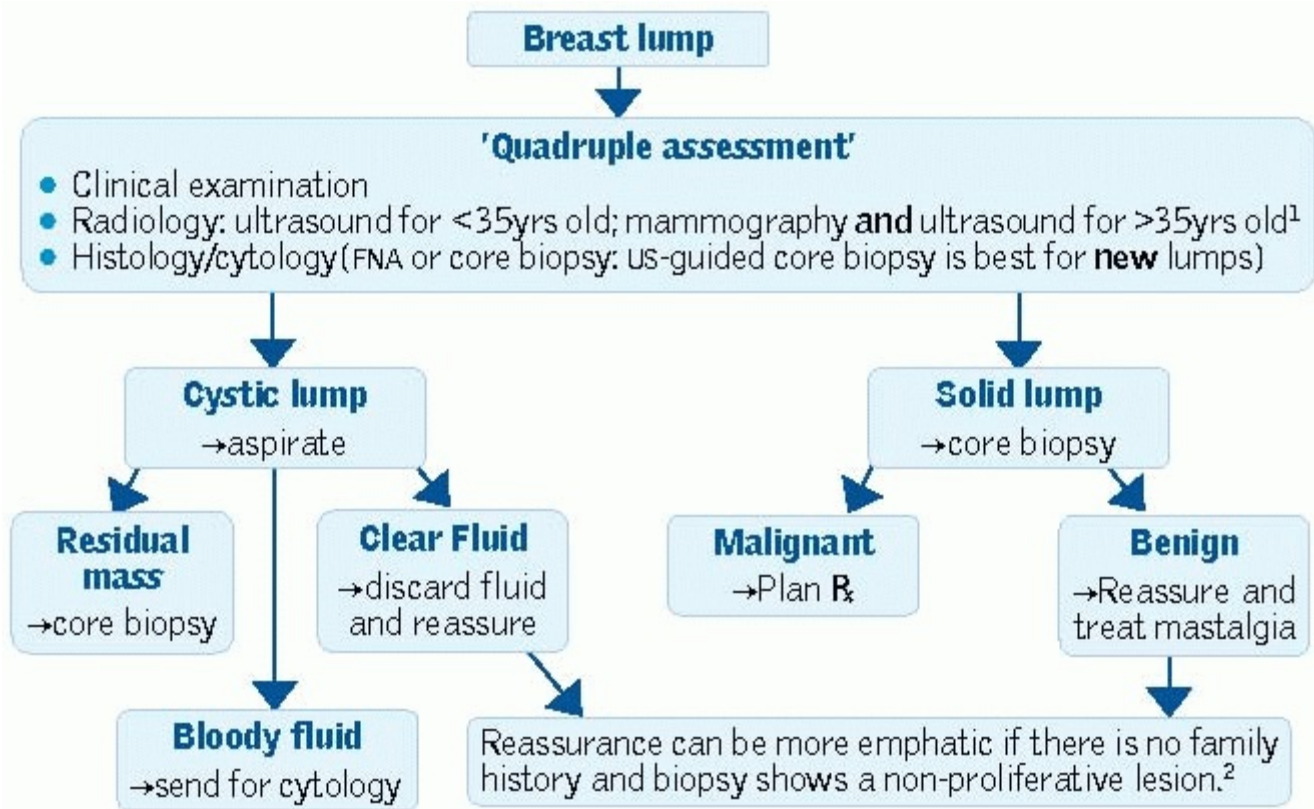 Breast lump
'Quadruple assessment'
• Clinical examination
• Radiology: ultrasound for <35yrs old; mammography and ultrasound for >35yrs old¹
• Histology/cytology (FNA or core biopsy: US-guided core biopsy is best for new lumps)
Cystic lump
→aspirate
Solid lump
→core biopsy
Residual
mass
→core biopsy
Clear Fluid
→discard fluid
and reassure
Malignant
→Plan ℞
Benign
→Reassure and
treat mastalgia
Bloody fluid
→send for cytology
Reassurance can be more emphatic if there is no family
history and biopsy shows a non-proliferative lesion.²